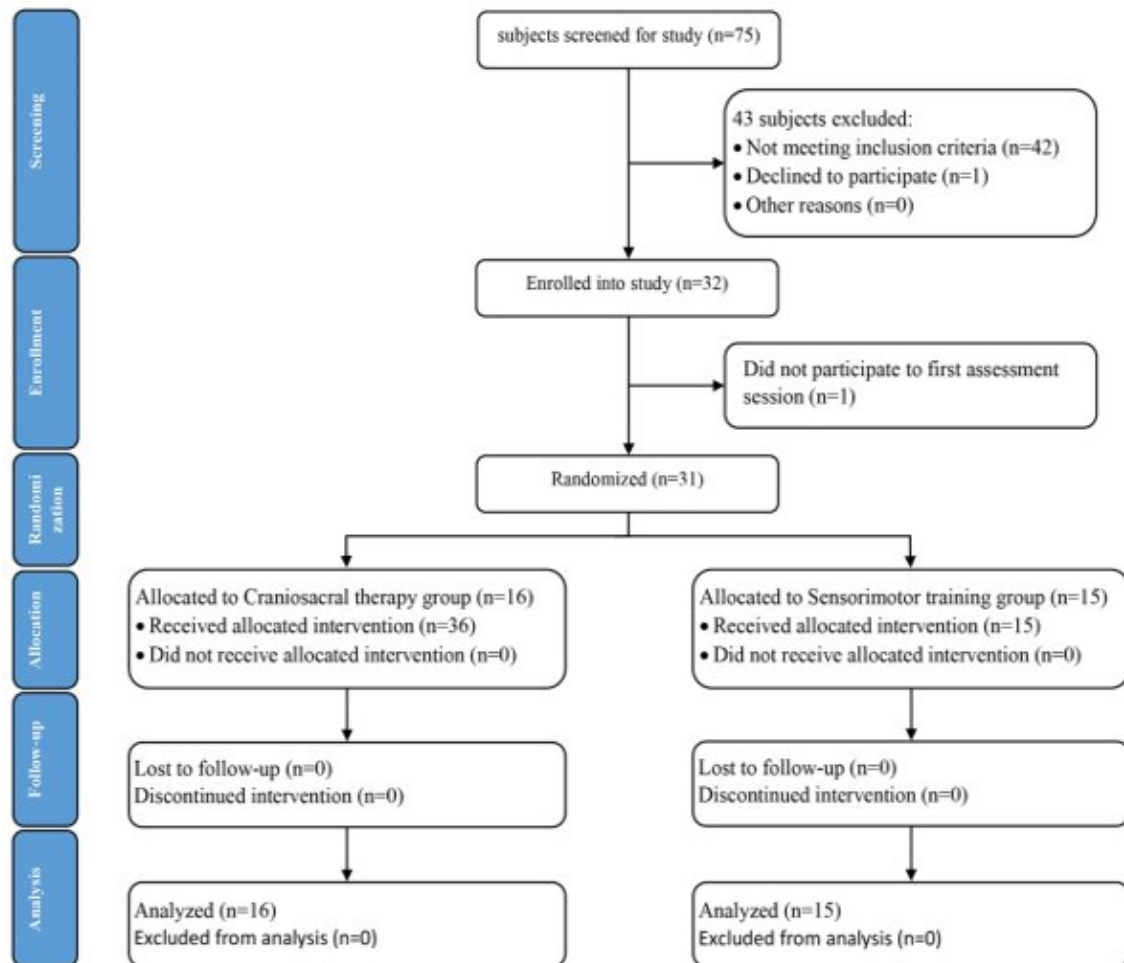 Screening
subjects screened for study (n=75)
43 subjects excluded:
• Not meeting inclusion criteria (n=42)
• Declined to participate (n=1)
• Other reasons (n=0)
Enrollment
Enrolled into study (n=32)
Did not participate to first assessment
session (n=1)
Randomi
zation
Randomized (n=31)
Allocation
Allocated to Craniosacral therapy group (n=16)
• Received allocated intervention (n=36)
• Did not receive allocated intervention (n=0)
Allocated to Sensorimotor training group (n=15)
• Received allocated intervention (n=15)
• Did not receive allocated intervention (n=0)
Follow-up
Lost to follow-up (n=0)
Discontinued intervention (n=0)
Lost to follow-up (n=0)
Discontinued intervention (n=0)
Analysis
Analyzed (n=16)
Excluded from analysis (n=0)
Analyzed (n=15)
Excluded from analysis (n=0)